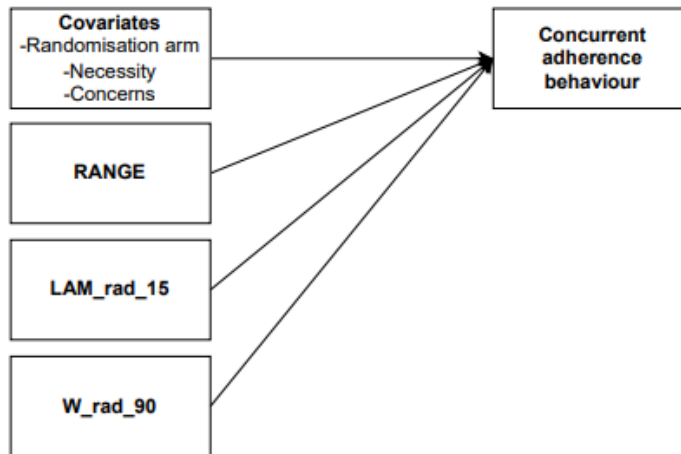 Covariates
-Randomisation arm
-Necessity
-Concerns
Concurrent
adherence
behaviour
RANGE
LAM_rad_15
W_rad_90